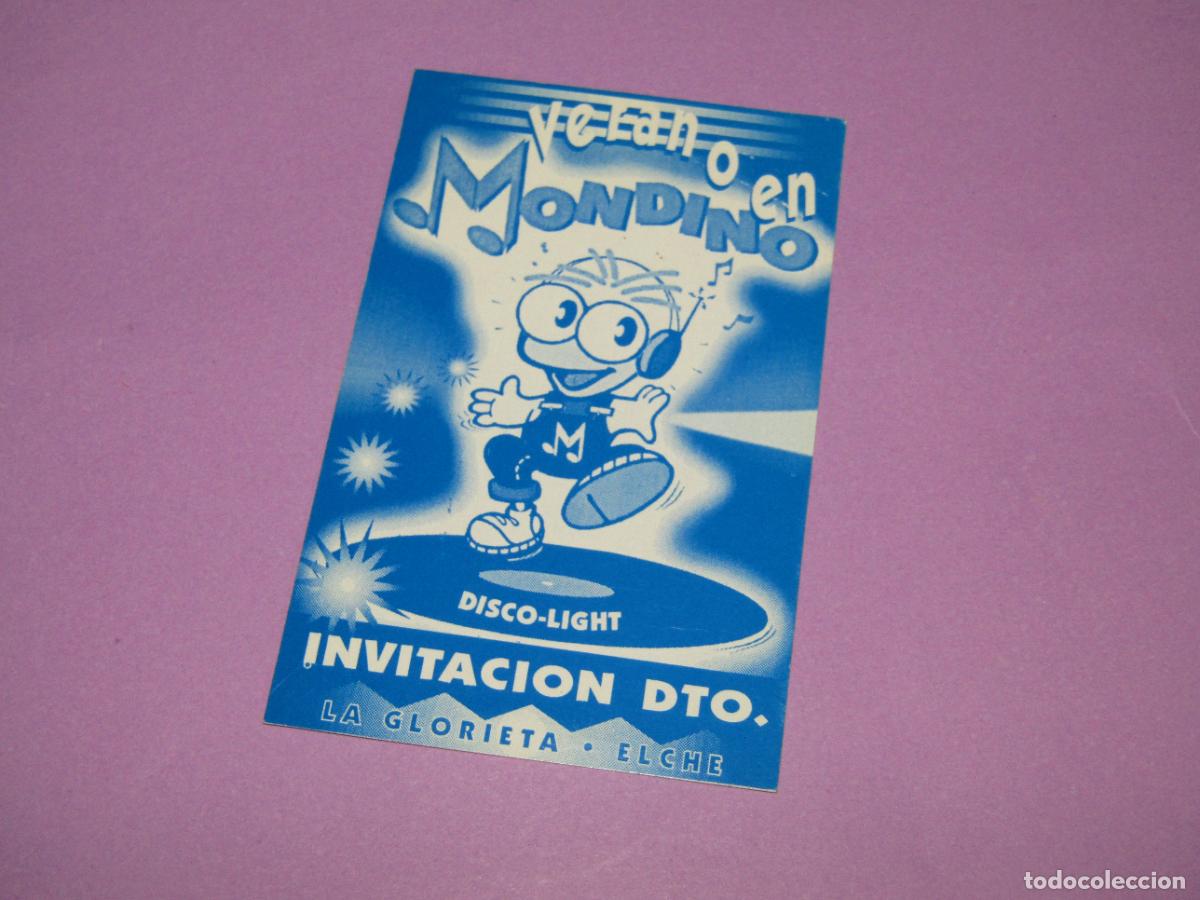 verano en
MONDINO
M
DISCO-LIGHT
INVITACION DTO.
LA GLORIETA • ELCHE
todocoleccion